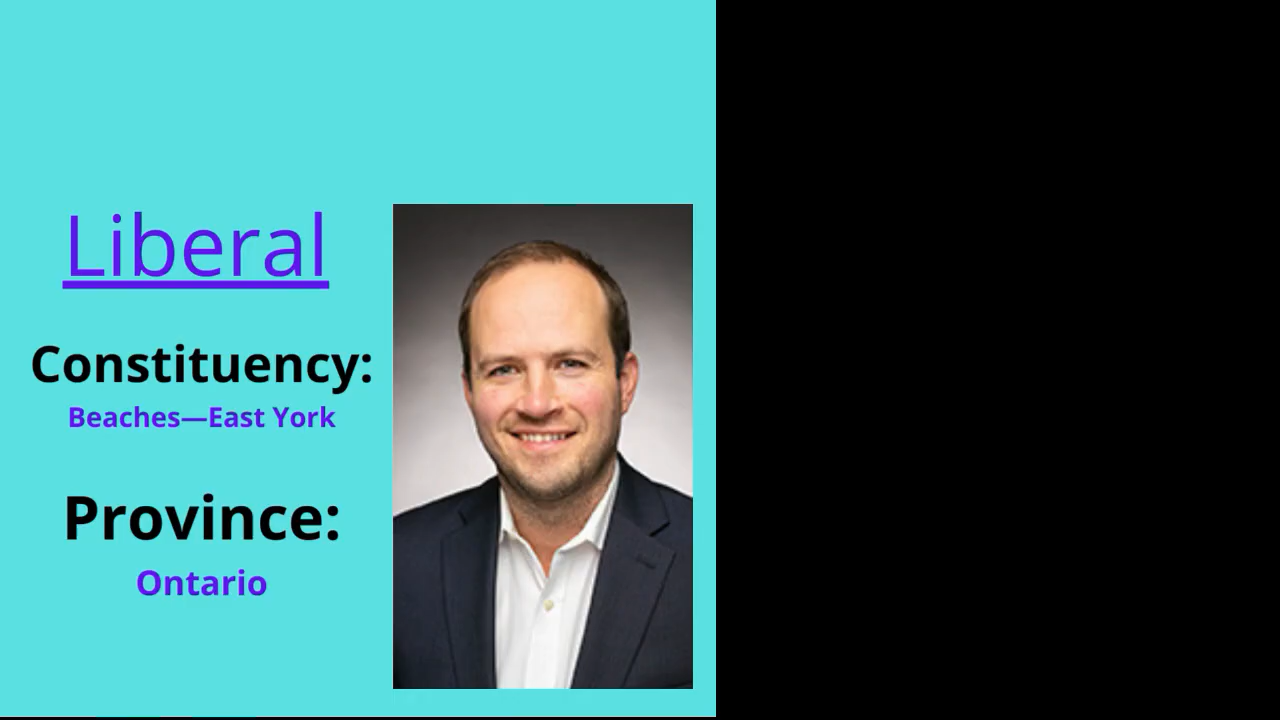 Liberal
Constituency:
Beaches—East York
Province:
Ontario